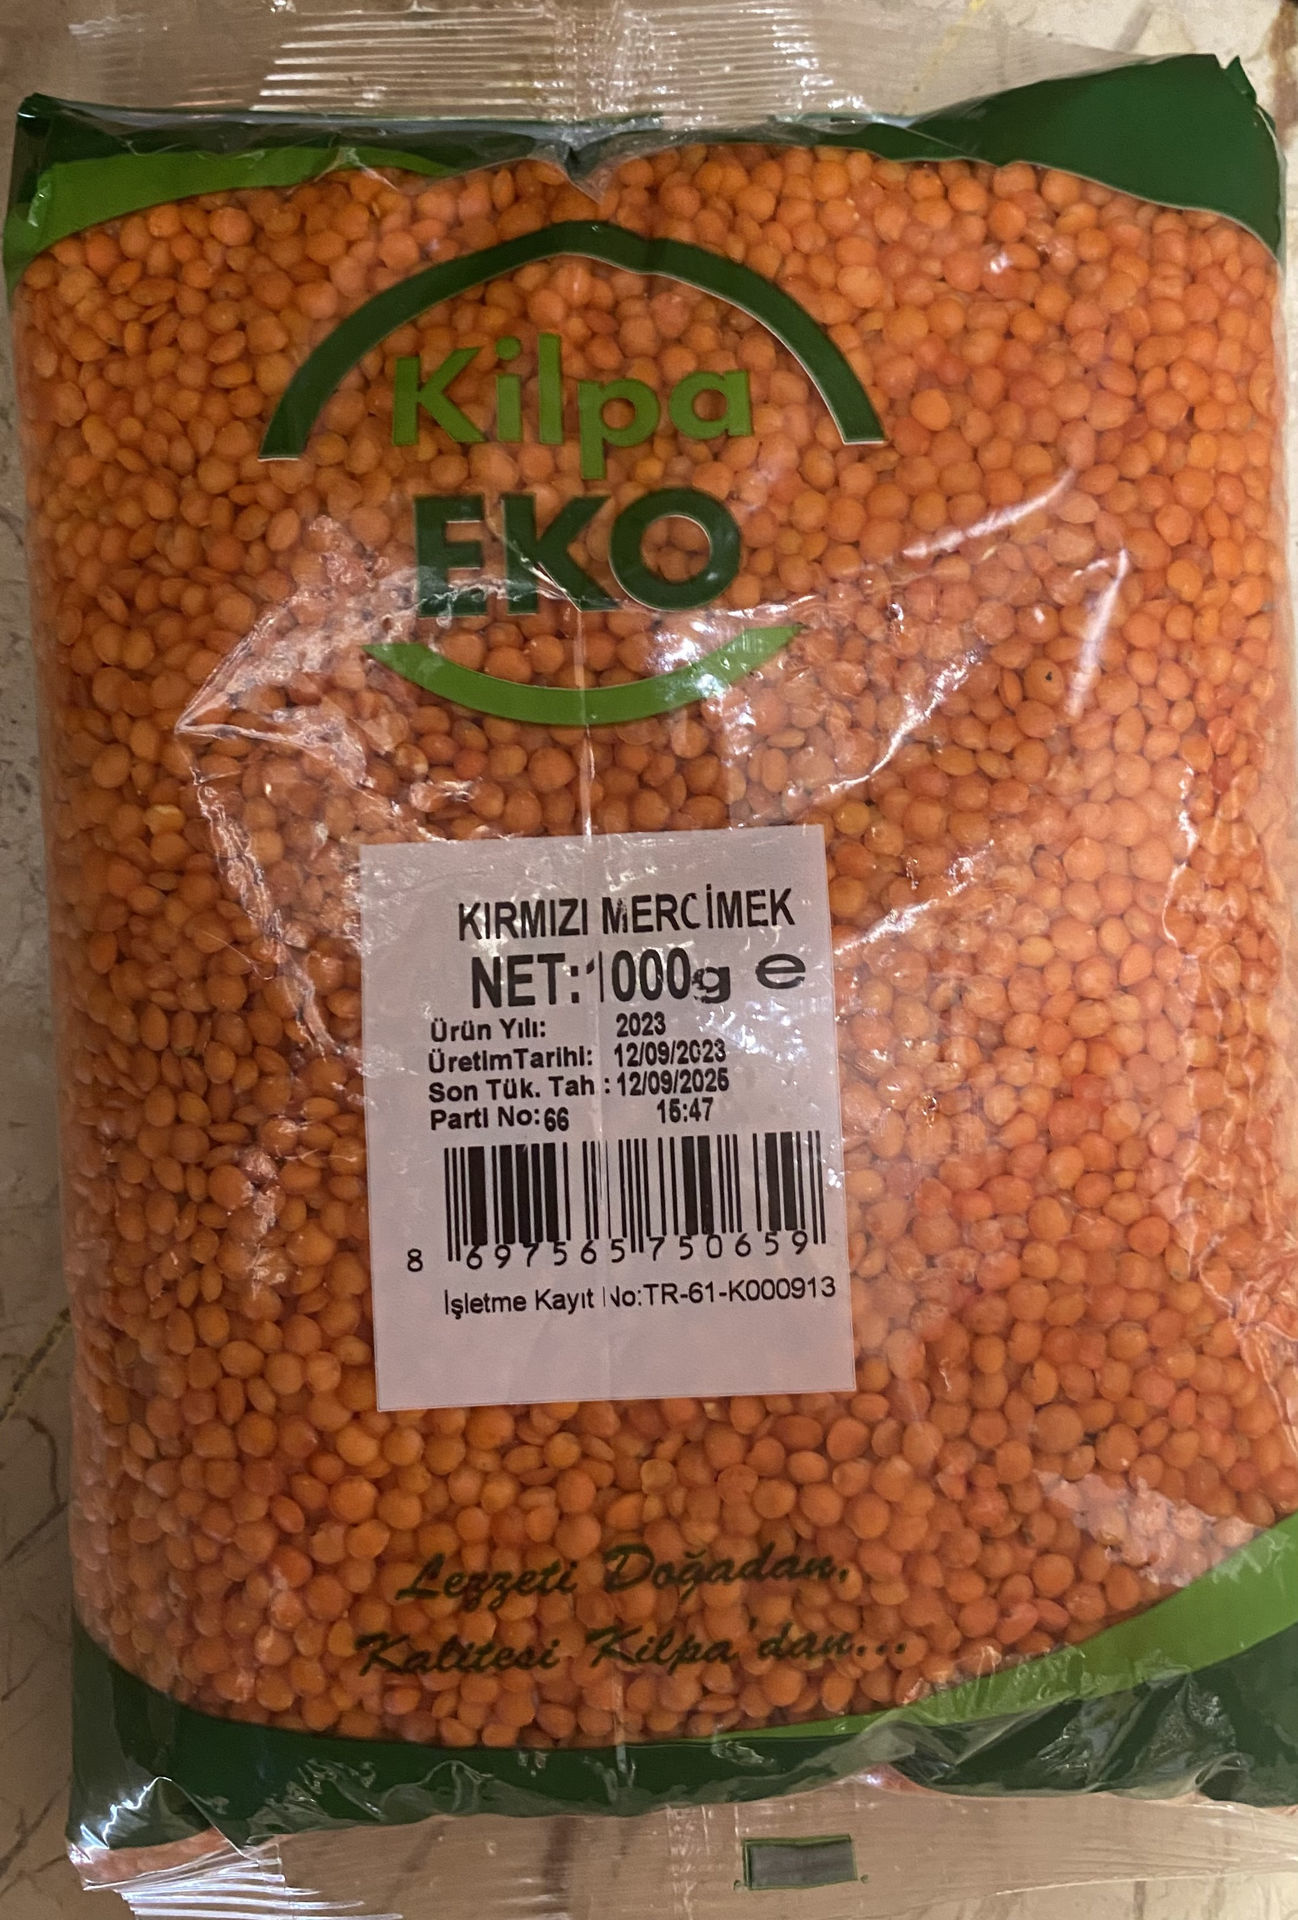 Kilpa
EKO
KIRMIZI MERCİMEK
NET:1000g e
Ürün Yılı: 2023
ÜretimTarihi: 12/09/2023
Son Tük. Tah : 12/09/2025
Parti No:66 15:47
8 697565 750659
İşletme Kayıt No:TR-61-K000913
Lezzeti Doğadan,
Kalitesi Kilpa'dan...